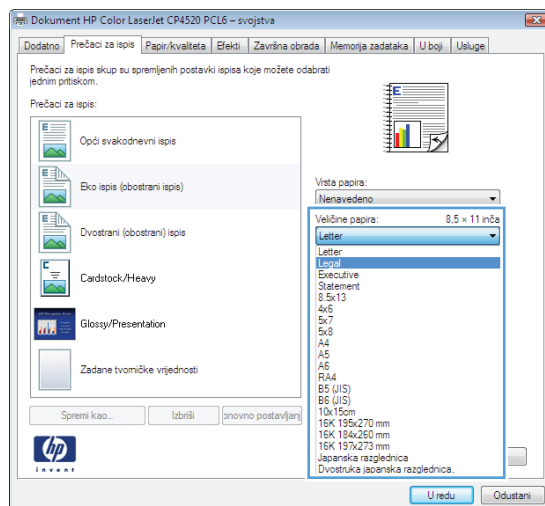 Dokument HP Color LaserJet CP4520 PCL6 – svojstva
Dodatno Prečaci za ispis Papir/kvaliteta Efekti Završna obrada Memorija zadataka U boji Usluge
Prečaci za ispis skup su spremljenih postavki ispisa koje možete odabrati
jednim pritiskom.
Prečaci za ispis:
Opći svakodnevni ispis
Eko ispis (obostrani ispis)
Dvostrani (obostrani) ispis
Cardstock/Heavy
Glossy/Presentation
Zadane tvorničke vrijednosti
Spremi kao...
Izbriši
onovno postavljanj
Vrsta papira:
Nenavedeno
Veličine papira: 8,5 × 11 inča
Letter
Letter
Legal
Executive
Statement
8.5x13
4x6
5x7
5x8
A4
A5
A6
RA4
B5 (JIS)
B6 (JIS)
10x15cm
16K 195x270 mm
16K 184x260 mm
16K 197x273 mm
Japanska razglednica
Dvostruka japanska razglednica.
hp
invent
U redu
Odustani